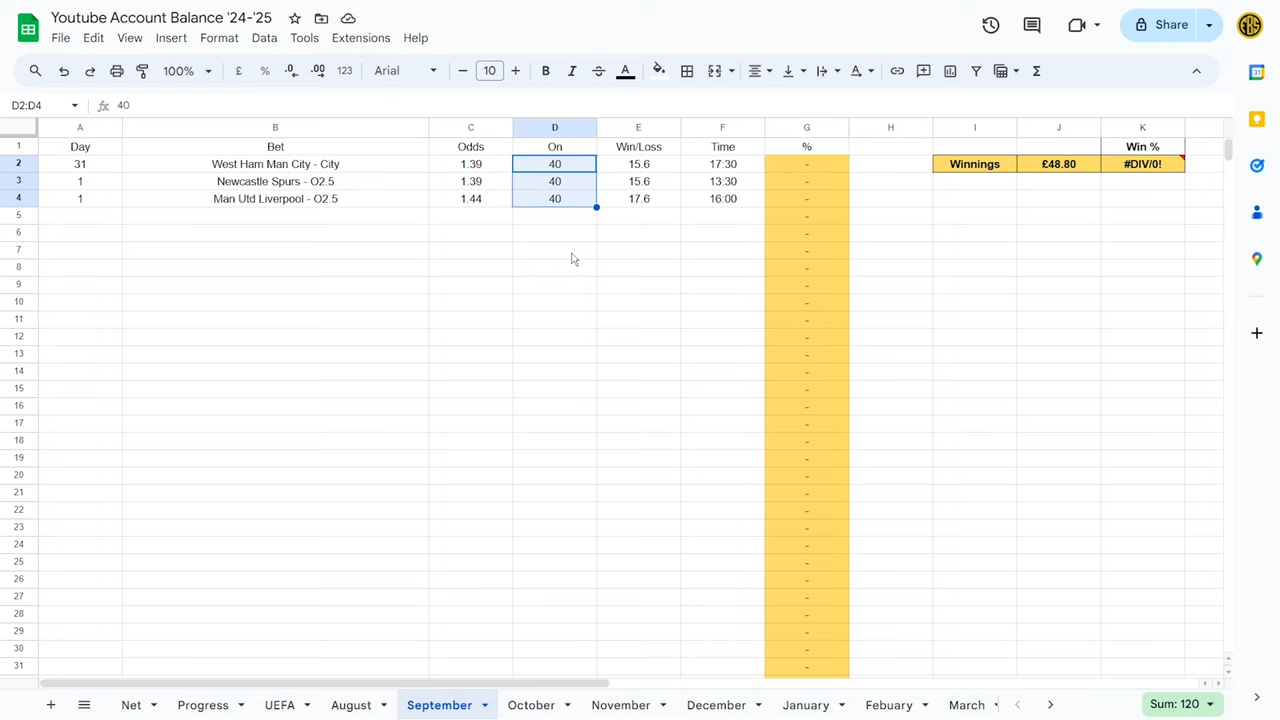 Youtube Account Balance '24-'25
File Edit View Insert Format Data Tools Extensions Help
Share
EBS
100% £ % .0 .00 123 Arial 10
D2:D4 fx 40
A B C D E F G H I J K
1 Day Bet Odds On Win/Loss Time % Win %
2 31 West Ham Man City - City 1.39 40 15.6 17:30 - Winnings £48.80 #DIV/0!
3 1 Newcastle Spurs - O2.5 1.39 40 15.6 13:30 -
4 1 Man Utd Liverpool - O2.5 1.44 40 17.6 16:00 -
5 -
6 -
7 -
8 -
9 -
10 -
11 -
12 -
13 -
14 -
15 -
16 -
17 -
18 -
19 -
20 -
21 -
22 -
23 -
24 -
25 -
26 -
27 -
28 -
29 -
30 -
31 -
Net Progress UEFA August September October November December January Febuary March Sum: 120